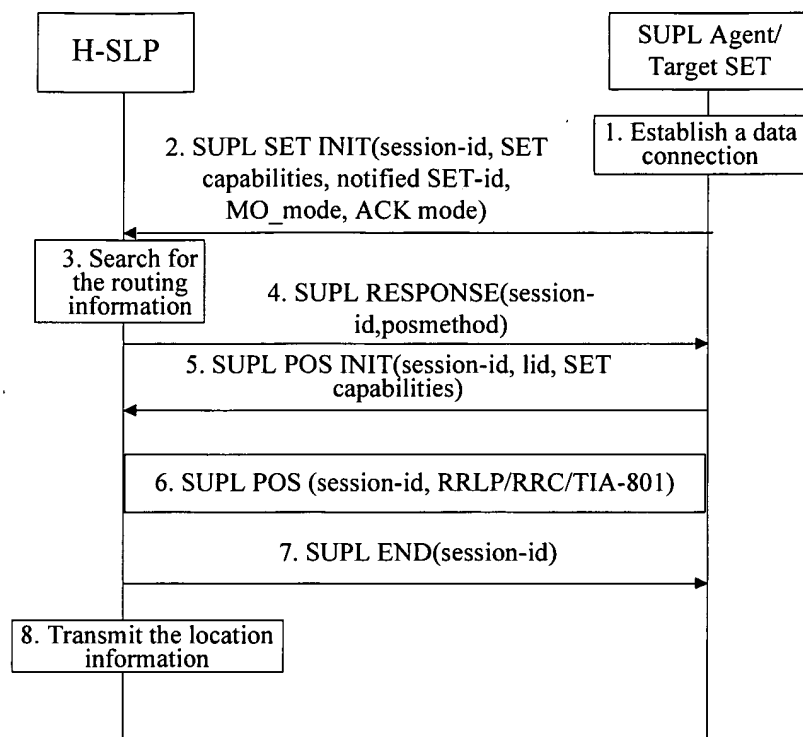 H-SLP
SUPL Agent/
Target SET
1. Establish a data
connection
2. SUPL SET INIT(session-id, SET
capabilities, notified SET-id,
MO_mode, ACK mode)
3. Search for
the routing
information
4. SUPL RESPONSE(session-
id,posmethod)
5. SUPL POS INIT(session-id, lid, SET
capabilities)
6. SUPL POS (session-id, RRLP/RRC/TIA-801)
7. SUPL END(session-id)
8. Transmit the location
information